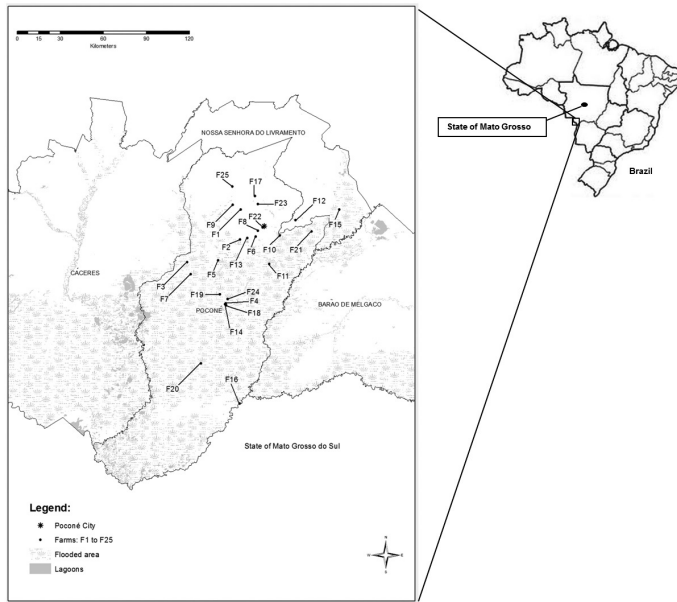 0 15 30 60 90 120
Kilometers
NOSSA SENHORA DO LIVRAMENTO
State of Mato Grosso
Brazil
F25
F17
F23
F12
F9
F22
F8
F15
F1
F2
F6
F10
F21
F13
F5
F11
F3
CACERES
F7
F19
F24
F4
BARÃO DE MELGACO
POCONÉ
F18
F14
F16
F20
State of Mato Grosso do Sul
Legend:
Poconé City
Farms: F1 to F25
Flooded area
Lagoons
N
W E
S